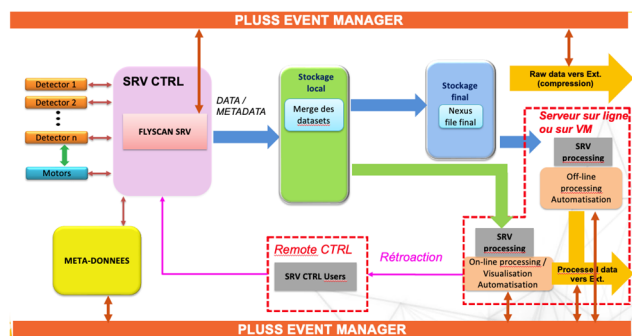 PLUSS EVENT MANAGER
SRV CTRL
Detector 1
Detector 2
Detector n
Motors
FLYSCAN SRV
DATA /
METADATA
Stockage
local
Merge des
datasets
Stockage
final
Nexus
file final
Raw data vers Ext.
(compression)
Serveur sur ligne
ou sur VM
SRV
processing
Off-line
processing
Automatisation
META-DONNEES
Remote CTRL
SRV CTRL Users
Rétroaction
SRV
processing
On-line processing /
Visualisation
Automatisation
Processed data
vers Ext.
PLUSS EVENT MANAGER